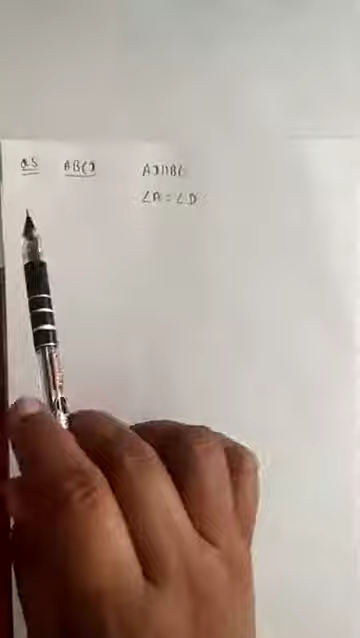 Q5 ABCD AD||BC
∠A = ∠D